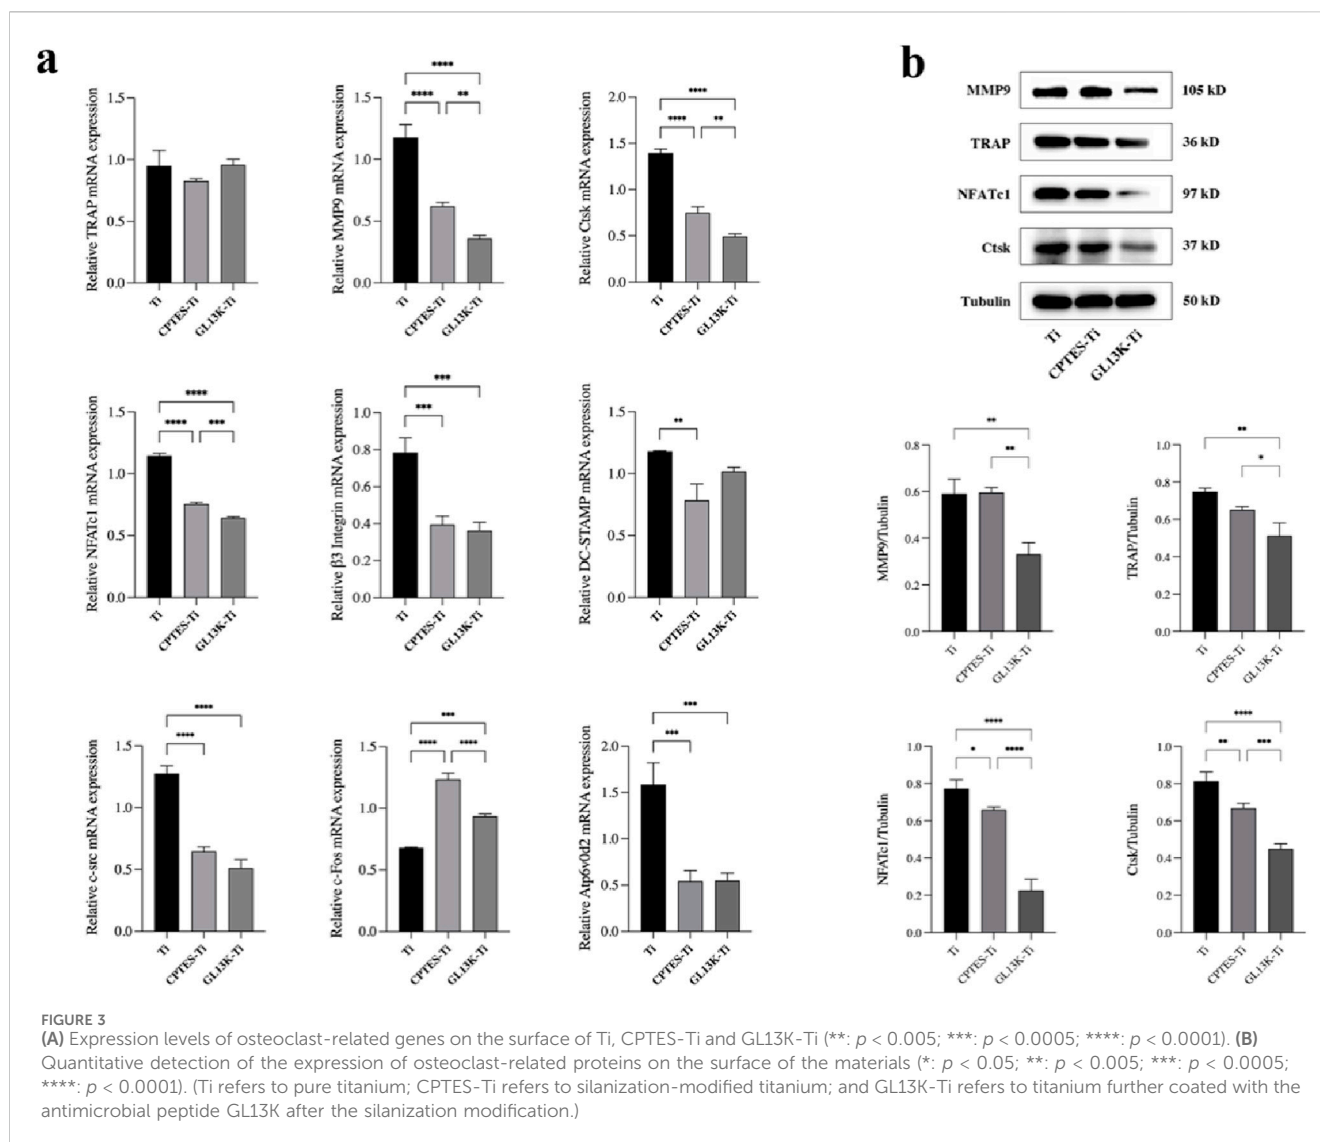 a
Relative TRAP mRNA expression
1.5
1.0
0.5
0.0
Ti
CPTES-Ti
GL13K-Ti
Relative MMP9 mRNA expression
1.5
1.0
0.5
0.0
****
****
**
Ti
CPTES-Ti
GL13K-Ti
Relative Ctsk mRNA expression
2.0
1.5
1.0
0.5
0.0
****
****
**
Ti
CPTES-Ti
GL13K-Ti
Relative NFATc1 mRNA expression
1.5
1.0
0.5
0.0
****
****
***
Ti
CPTES-Ti
GL13K-Ti
Relative β3 Integrin mRNA expression
1.0
0.8
0.6
0.4
0.2
0.0
***
***
Ti
CPTES-Ti
GL13K-Ti
Relative DC-STAMP mRNA expression
1.5
1.0
0.5
0.0
**
Ti
CPTES-Ti
GL13K-Ti
Relative c-src mRNA expression
1.5
1.0
0.5
0.0
****
****
Ti
CPTES-Ti
GL13K-Ti
Relative c-Fos mRNA expression
1.5
1.0
0.5
0.0
***
****
****
Ti
CPTES-Ti
GL13K-Ti
Relative Atp6v0d2 mRNA expression
2.0
1.5
1.0
0.5
0.0
***
***
Ti
CPTES-Ti
GL13K-Ti
b
MMP9 105 kD
TRAP 36 kD
NFATc1 97 kD
Ctsk 37 kD
Tubulin 50 kD
Ti
CPTES-Ti
GL13K-Ti
MMP9/Tubulin
0.8
0.6
0.4
0.2
0.0
**
**
Ti
CPTES-Ti
GL13K-Ti
TRAP/Tubulin
1.0
0.8
0.6
0.4
0.2
0.0
**
*
Ti
CPTES-Ti
GL13K-Ti
NFATc1/Tubulin
1.0
0.8
0.6
0.4
0.2
0.0
****
*
****
Ti
CPTES-Ti
GL13K-Ti
Ctsk/Tubulin
1.0
0.8
0.6
0.4
0.2
0.0
****
**
***
Ti
CPTES-Ti
GL13K-Ti
FIGURE 3
(A) Expression levels of osteoclast-related genes on the surface of Ti, CPTES-Ti and GL13K-Ti (**: p < 0.005; ***: p < 0.0005; ****: p < 0.0001). (B)
Quantitative detection of the expression of osteoclast-related proteins on the surface of the materials (*: p < 0.05; **: p < 0.005; ***: p < 0.0005;
****: p < 0.0001). (Ti refers to pure titanium; CPTES-Ti refers to silanization-modified titanium; and GL13K-Ti refers to titanium further coated with the
antimicrobial peptide GL13K after the silanization modification.)